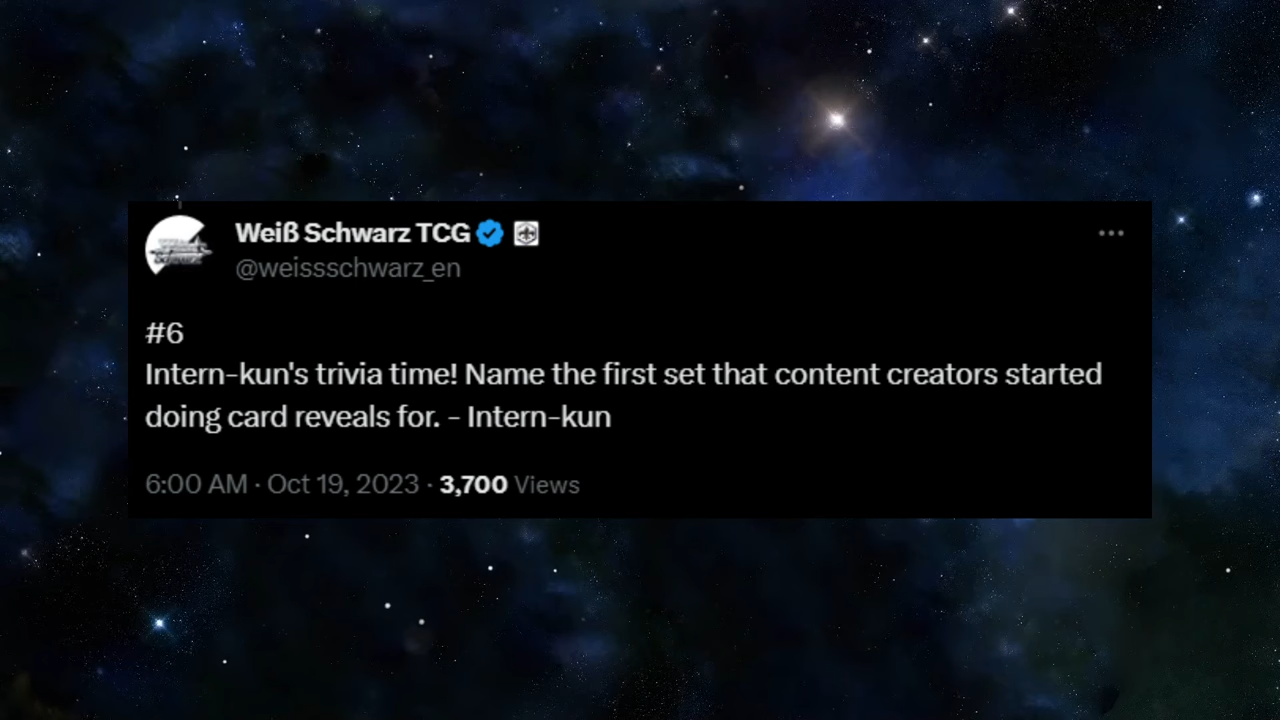 Weiß Schwarz TCG
@weissschwarz_en
#6
Intern-kun's trivia time! Name the first set that content creators started
doing card reveals for. - Intern-kun
6:00 AM · Oct 19, 2023 · 3,700 Views